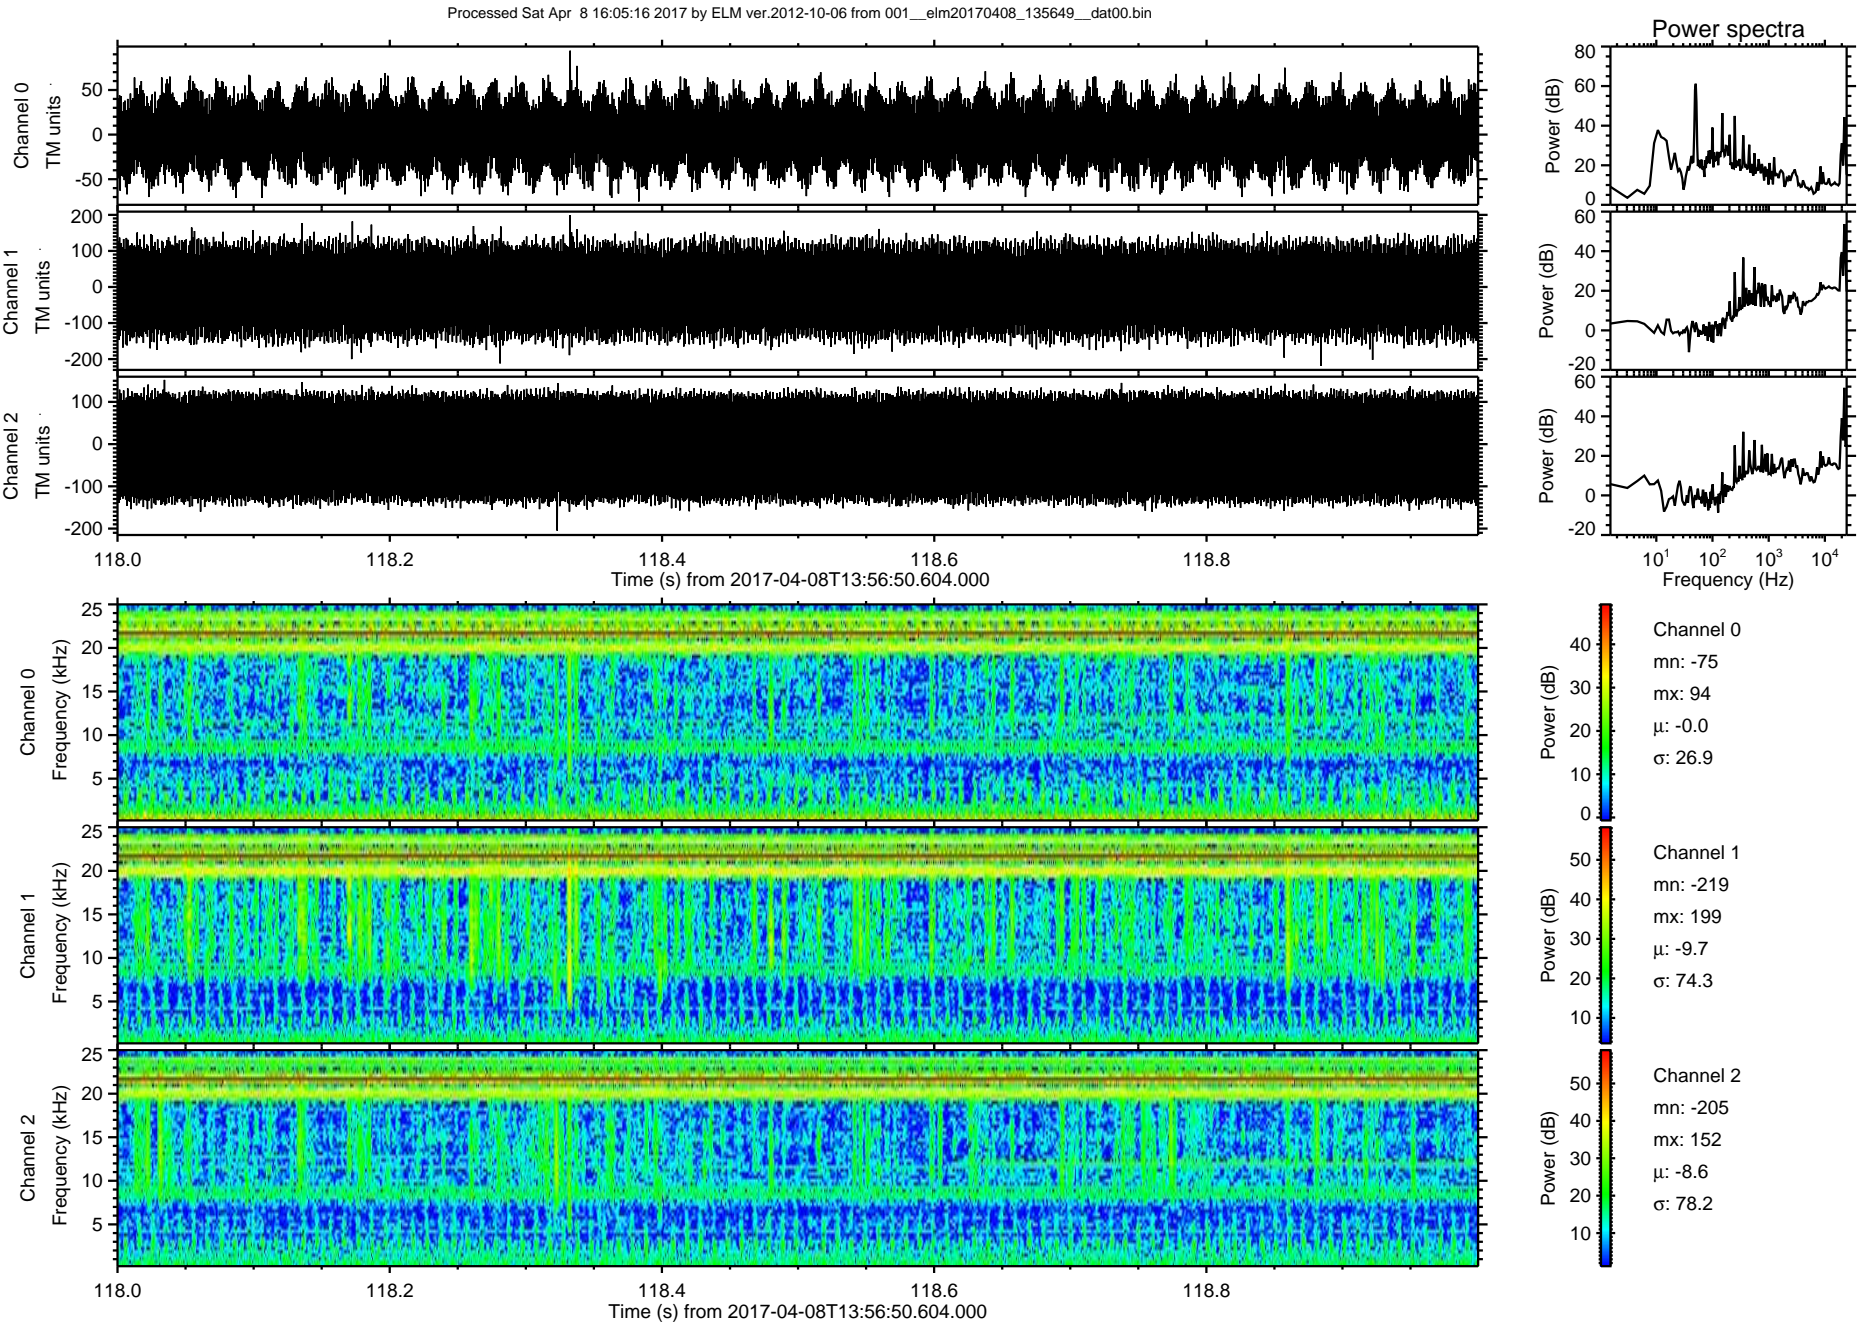 Processed Sat Apr  8 16:05:16 2017 by ELM ver.2012-10-06 from 001__elm20170408_135649__dat00.bin
Power spectra
Channel 0
TM units
50
0
-50
Power (dB)
80
60
40
20
0
Channel 1
TM units
200
100
0
-100
-200
Power (dB)
60
40
20
0
-20
Channel 2
TM units
100
0
-100
-200
Power (dB)
60
40
20
0
-20
118.0 118.2 118.4 118.6 118.8
Time (s) from 2017-04-08T13:56:50.604.000
10¹ 10² 10³ 10⁴
Frequency (Hz)
Channel 0
Frequency (kHz)
25
20
15
10
5
Power (dB)
40
30
20
10
0
Channel 0
mn: -75
mx: 94
μ: -0.0
σ: 26.9
Channel 1
Frequency (kHz)
25
20
15
10
5
Power (dB)
50
40
30
20
10
Channel 1
mn: -219
mx: 199
μ: -9.7
σ: 74.3
Channel 2
Frequency (kHz)
25
20
15
10
5
Power (dB)
50
40
30
20
10
Channel 2
mn: -205
mx: 152
μ: -8.6
σ: 78.2
118.0 118.2 118.4 118.6 118.8
Time (s) from 2017-04-08T13:56:50.604.000